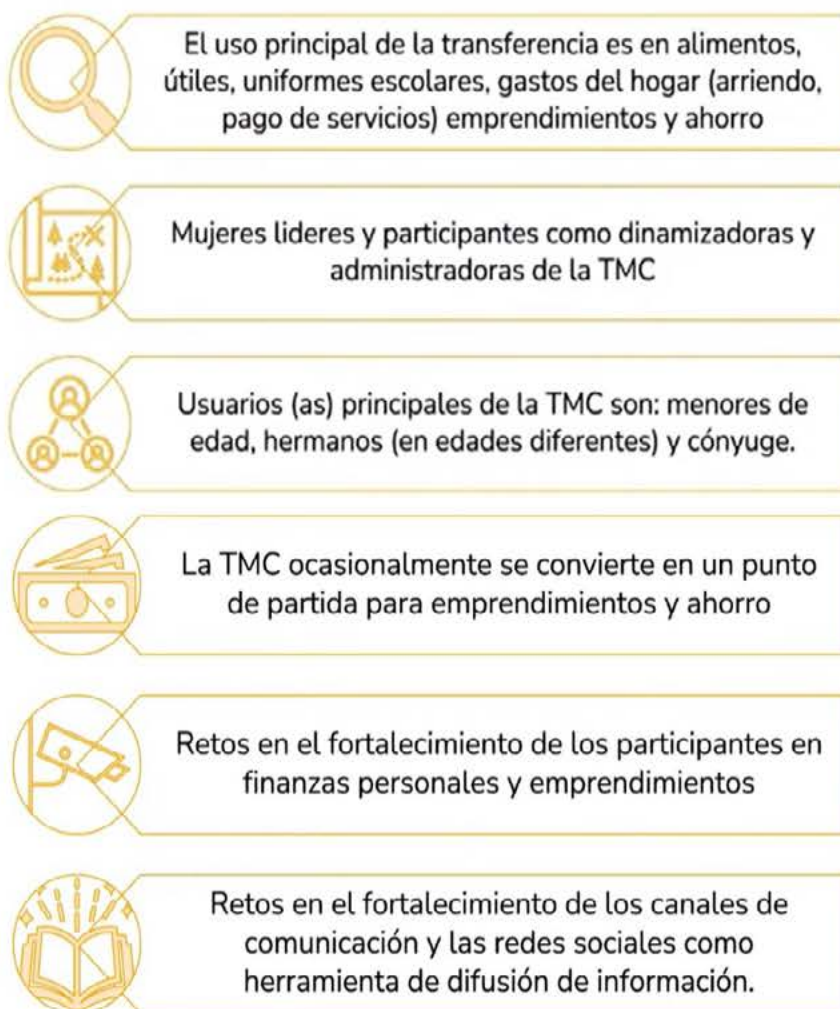 El uso principal de la transferencia es en alimentos,
útiles, uniformes escolares, gastos del hogar (arriendo,
pago de servicios) emprendimientos y ahorro
Mujeres lideres y participantes como dinamizadoras y
administradoras de la TMC
Usuarios (as) principales de la TMC son: menores de
edad, hermanos (en edades diferentes) y cónyuge.
La TMC ocasionalmente se convierte en un punto
de partida para emprendimientos y ahorro
Retos en el fortalecimiento de los participantes en
finanzas personales y emprendimientos
Retos en el fortalecimiento de los canales de
comunicación y las redes sociales como
herramienta de difusión de información.